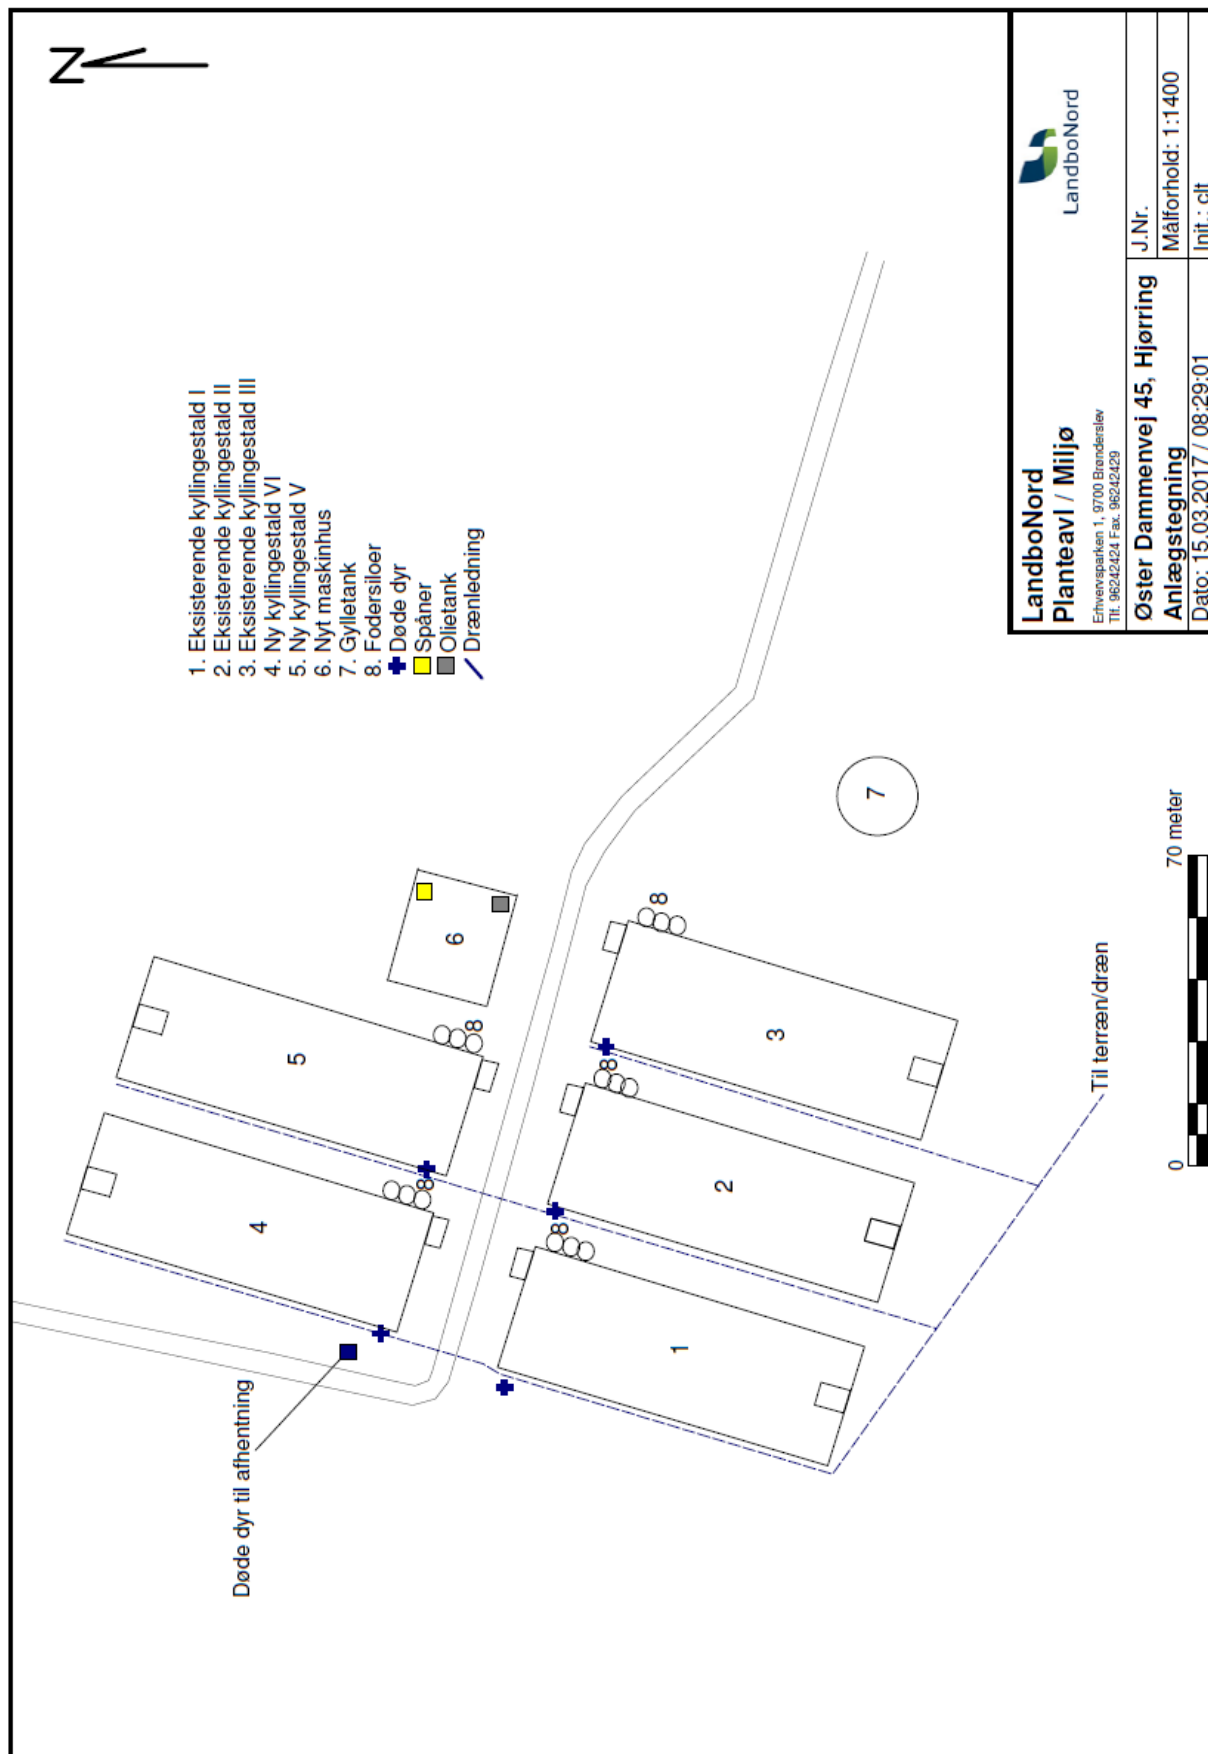 N
1. Eksisterende kyllingestald I
2. Eksisterende kyllingestald II
3. Eksisterende kyllingestald III
4. Ny kyllingestald VI
5. Ny kyllingestald V
6. Nyt maskinhus
7. Gylletank
8. Fodersiloer
Døde dyr
Spåner
Olietank
Drænledning
Døde dyr til afhentning
4
8
5
8
6
1
8
2
8
3
8
7
Til terræn/dræn
0
70 meter
LandboNord
Planteavl / Miljø
Erhvervsparken 1, 9700 Brønderslev
Tlf. 96242424 Fax. 96242429
LandboNord
Øster Dammenvej 45, Hjørring
Anlægstegning
J.Nr.
Målforhold: 1:1400
Dato: 15.03.2017 / 08:29:01
Init.: clt